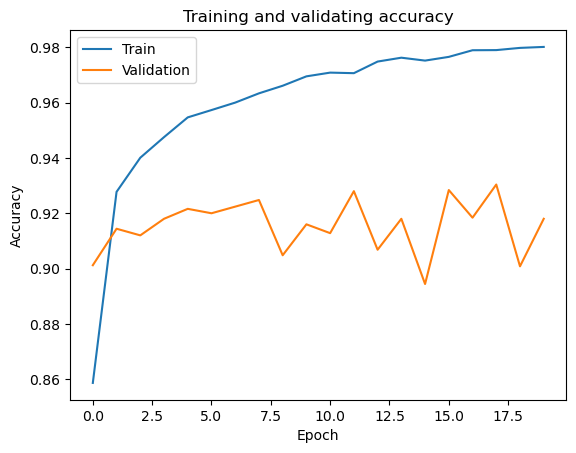 Training and validating accuracy
Train
Validation
Accuracy
0.98
0.96
0.94
0.92
0.90
0.88
0.86
0.0 2.5 5.0 7.5 10.0 12.5 15.0 17.5
Epoch